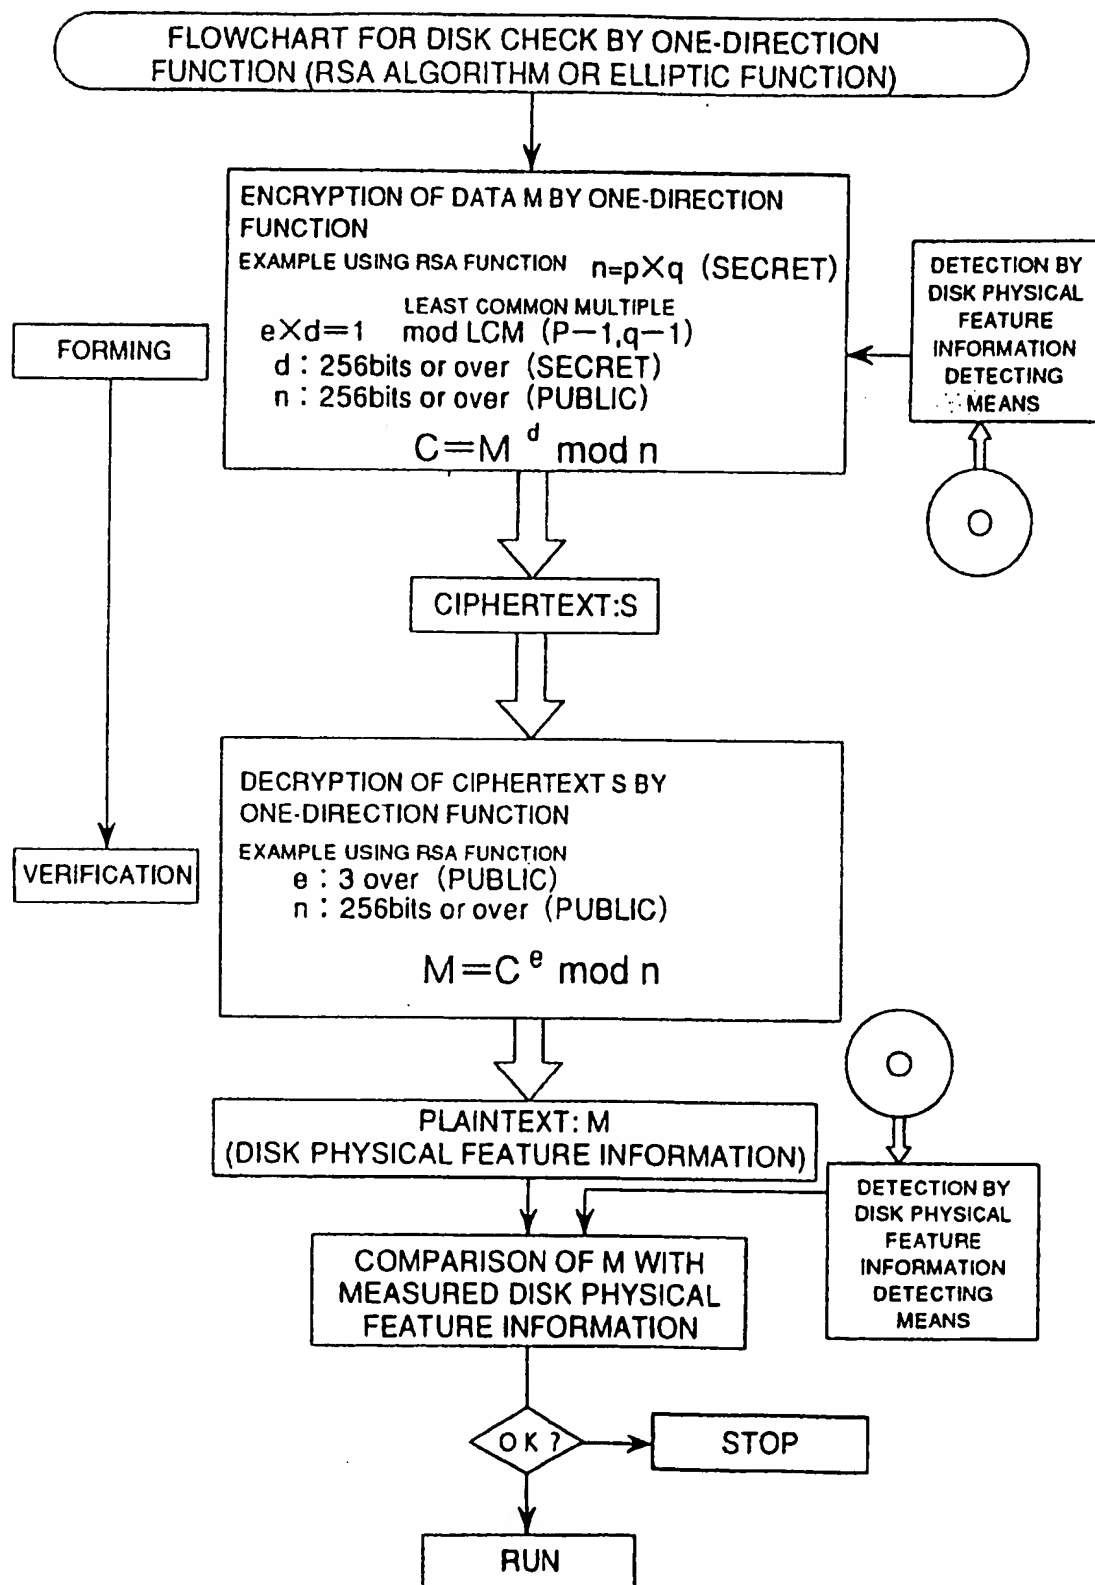 FLOWCHART FOR DISK CHECK BY ONE-DIRECTION
FUNCTION (RSA ALGORITHM OR ELLIPTIC FUNCTION)
ENCRYPTION OF DATA M BY ONE-DIRECTION
FUNCTION
EXAMPLE USING RSA FUNCTION n=p×q (SECRET)
LEAST COMMON MULTIPLE
e×d=1 mod LCM (P−1,q−1)
d : 256bits or over (SECRET)
n : 256bits or over (PUBLIC)
C=M^d mod n
DETECTION BY
DISK PHYSICAL
FEATURE
INFORMATION
DETECTING
MEANS
FORMING
CIPHERTEXT:S
DECRYPTION OF CIPHERTEXT S BY
ONE-DIRECTION FUNCTION
EXAMPLE USING RSA FUNCTION
e : 3 over (PUBLIC)
n : 256bits or over (PUBLIC)
M=C^e mod n
VERIFICATION
PLAINTEXT: M
(DISK PHYSICAL FEATURE INFORMATION)
DETECTION BY
DISK PHYSICAL
FEATURE
INFORMATION
DETECTING
MEANS
COMPARISON OF M WITH
MEASURED DISK PHYSICAL
FEATURE INFORMATION
OK?
STOP
RUN